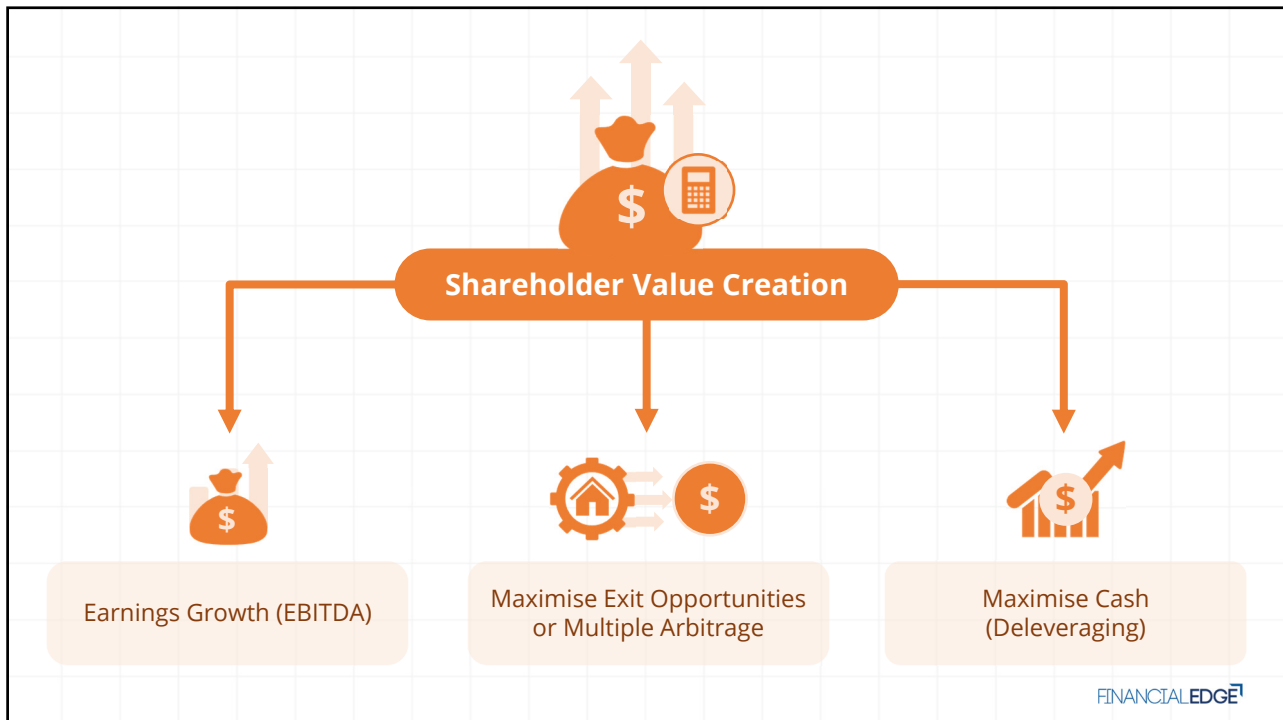 $
Shareholder Value Creation
$
$
$
Earnings Growth (EBITDA)
Maximise Exit Opportunities
or Multiple Arbitrage
Maximise Cash
(Deleveraging)
FINANCIALEDGE